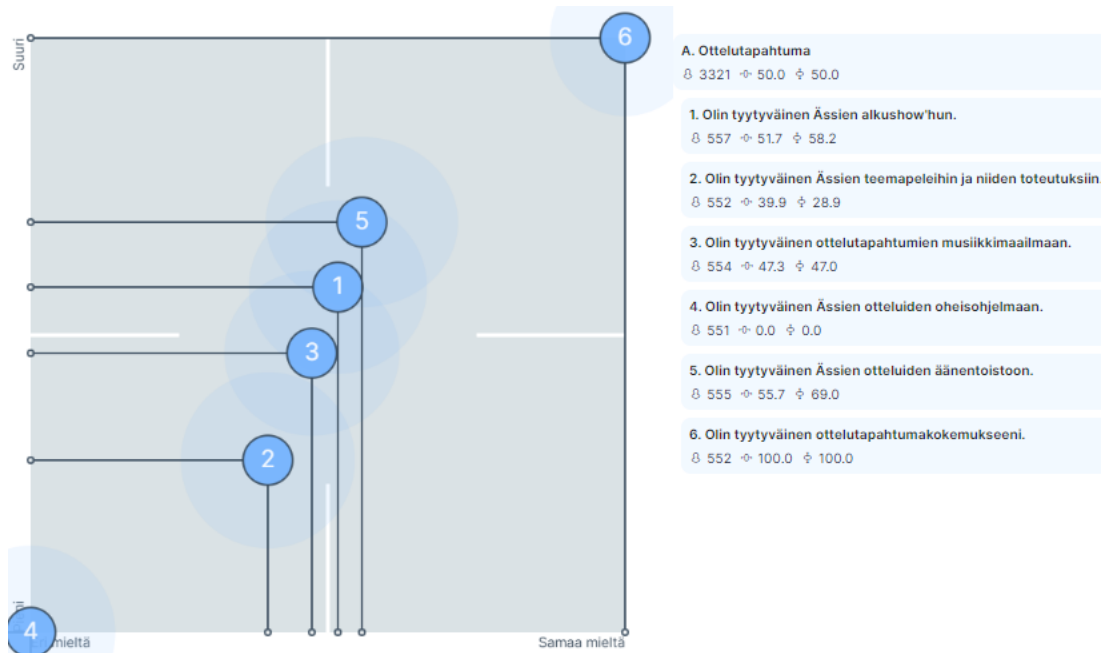 Suuri
6
5
1
3
2
4
mieltä
Samaa mieltä
A. Ottelutapahtuma
3321 50.0 50.0
1. Olin tyytyväinen Ässien alkushow'hun.
557 51.7 58.2
2. Olin tyytyväinen Ässien teemapeleihin ja niiden toteutuksiin.
552 39.9 28.9
3. Olin tyytyväinen ottelutapahtumien musiikkimaailmaan.
554 47.3 47.0
4. Olin tyytyväinen Ässien otteluiden oheisohjelmaan.
551 0.0 0.0
5. Olin tyytyväinen Ässien otteluiden äänentoistoon.
555 55.7 69.0
6. Olin tyytyväinen ottelutapahtumakokemukseeni.
552 100.0 100.0